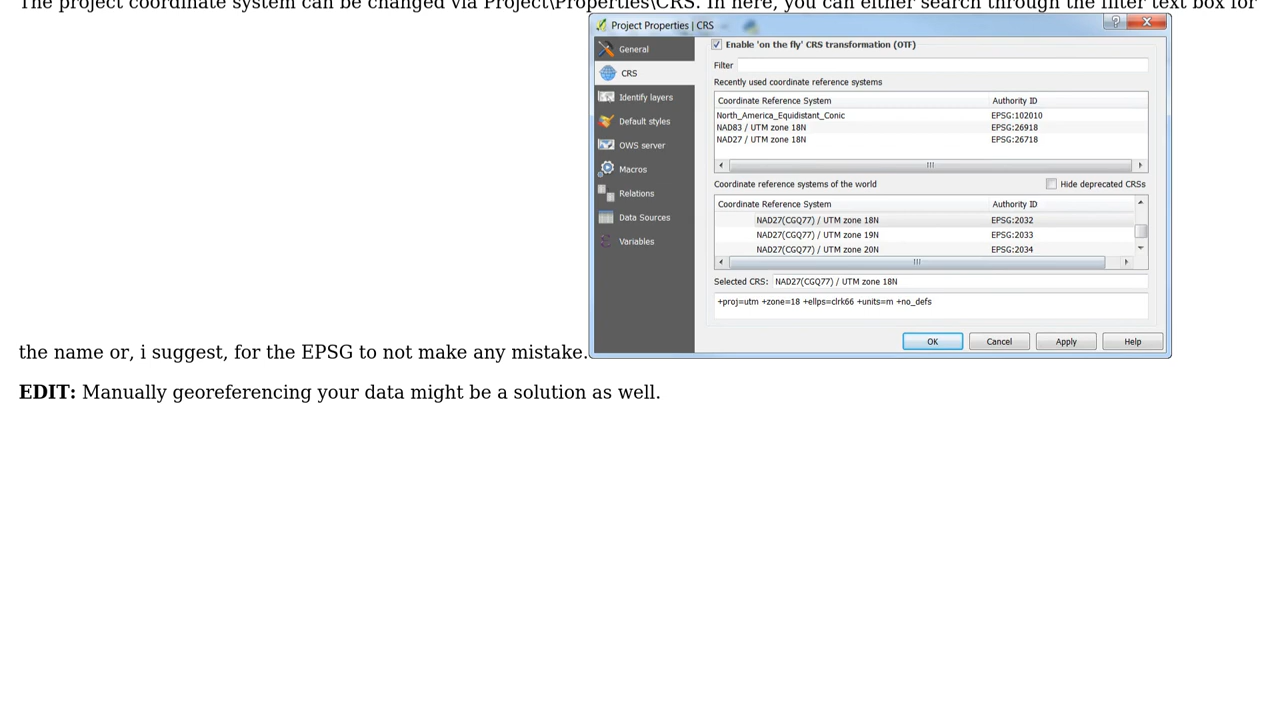 The project coordinate system can be changed via Project\Properties\CRS. In here, you can either search through the filter text box for
Project Properties | CRS
General
CRS
Identify layers
Default styles
OWS server
Macros
Relations
Data Sources
Variables
Enable 'on the fly' CRS transformation (OTF)
Filter
Recently used coordinate reference systems
Coordinate Reference System Authority ID
North_America_Equidistant_Conic EPSG:102010
NAD83 / UTM zone 18N EPSG:26918
NAD27 / UTM zone 18N EPSG:26718
Coordinate reference systems of the world Hide deprecated CRSs
Coordinate Reference System Authority ID
NAD27(CGQ77) / UTM zone 18N EPSG:2032
NAD27(CGQ77) / UTM zone 19N EPSG:2033
NAD27(CGQ77) / UTM zone 20N EPSG:2034
Selected CRS: NAD27(CGQ77) / UTM zone 18N
+proj=utm +zone=18 +ellps=clrk66 +units=m +no_defs
OK Cancel Apply Help
the name or, i suggest, for the EPSG to not make any mistake.
EDIT: Manually georeferencing your data might be a solution as well.